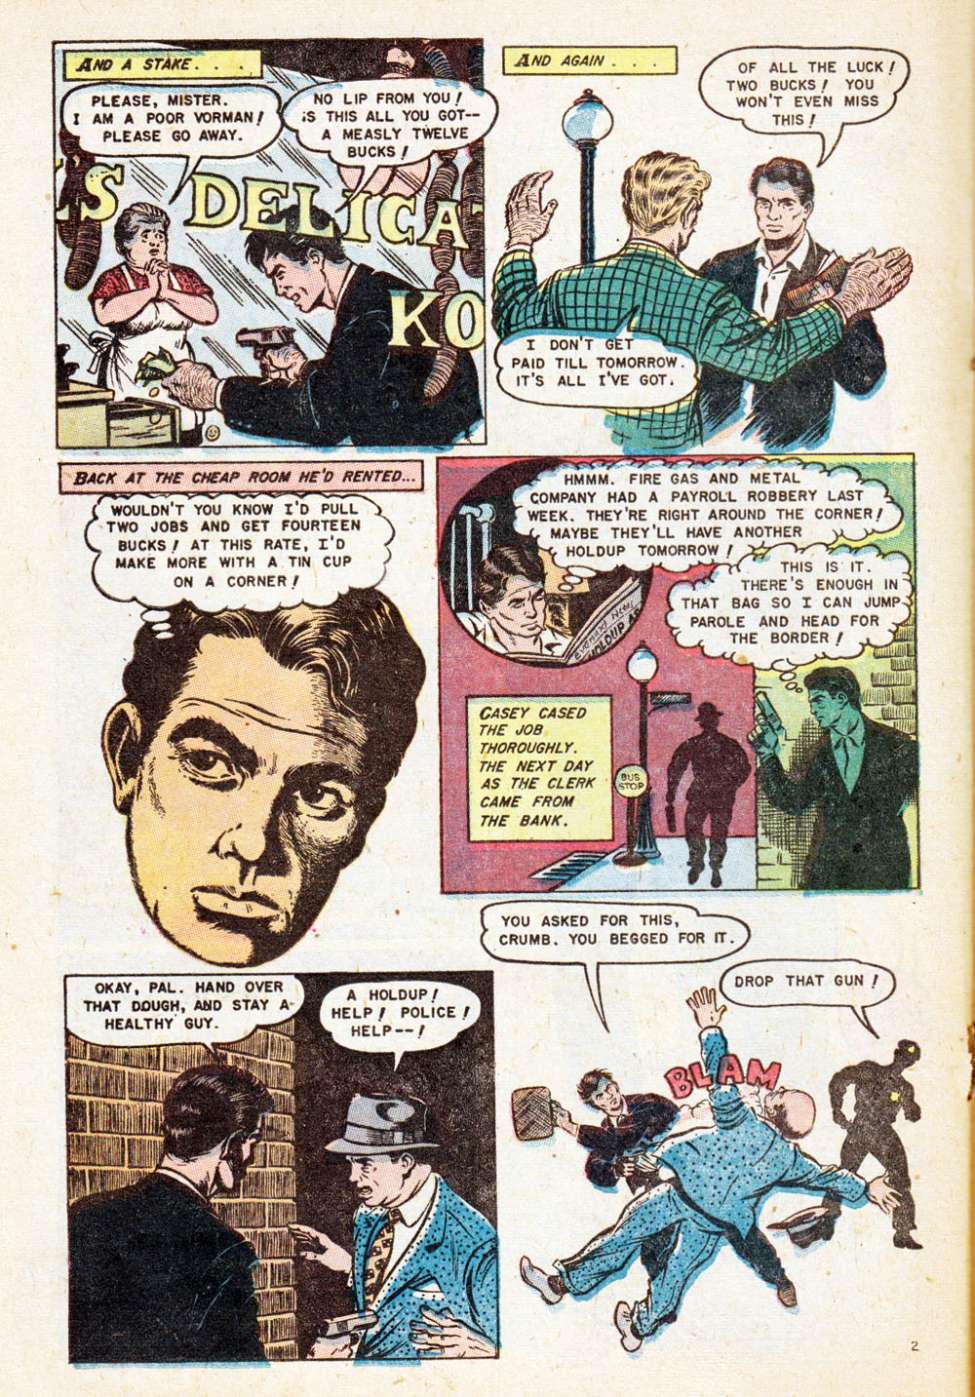 AND A STAKE . . .
PLEASE, MISTER.
I AM A POOR VORMAN!
PLEASE GO AWAY.
NO LIP FROM YOU!
IS THIS ALL YOU GOT--
A MEASLY TWELVE
BUCKS!
'S DELICAT
KO
AND AGAIN . . . .
OF ALL THE LUCK!
TWO BUCKS! YOU
WON'T EVEN MISS
THIS!
I DON'T GET
PAID TILL TOMORROW.
IT'S ALL I'VE GOT.
BACK AT THE CHEAP ROOM HE'D RENTED...
WOULDN'T YOU KNOW I'D PULL
TWO JOBS AND GET FOURTEEN
BUCKS! AT THIS RATE, I'D
MAKE MORE WITH A TIN CUP
ON A CORNER!
HMMM. FIRE GAS AND METAL
COMPANY HAD A PAYROLL ROBBERY LAST
WEEK. THEY'RE RIGHT AROUND THE CORNER!
MAYBE THEY'LL HAVE ANOTHER
HOLDUP TOMORROW!
EVENING NEWS
HOLDUP A
THIS IS IT.
THERE'S ENOUGH IN
THAT BAG SO I CAN JUMP
PAROLE AND HEAD FOR
THE BORDER!
CASEY CASED
THE JOB
THOROUGHLY.
THE NEXT DAY
AS THE CLERK
CAME FROM
THE BANK.
BUS
STOP
OKAY, PAL. HAND OVER
THAT DOUGH, AND STAY A
HEALTHY GUY.
A HOLDUP!
HELP! POLICE!
HELP--!
YOU ASKED FOR THIS,
CRUMB. YOU BEGGED FOR IT.
DROP THAT GUN!
BLAM
2